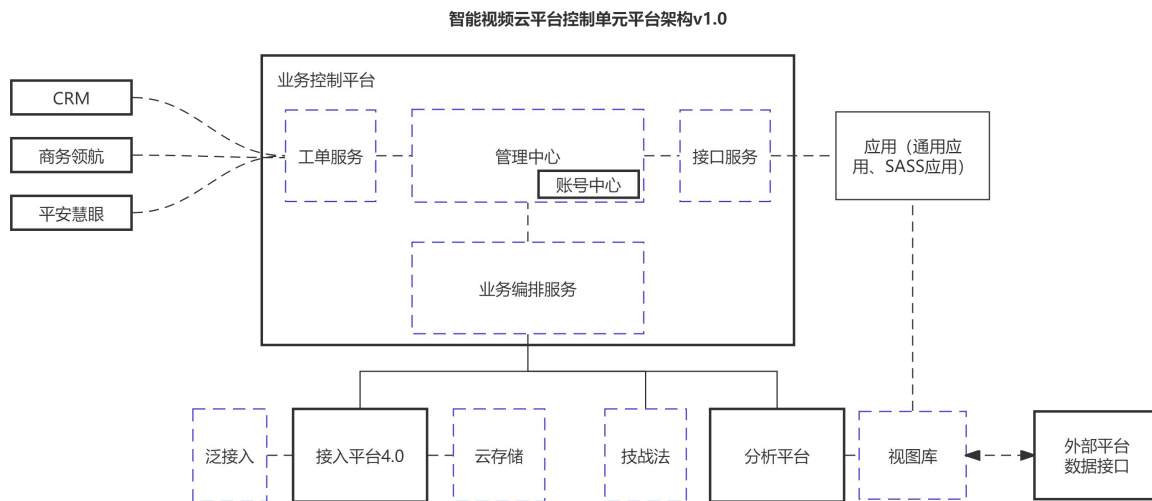 智能视频云平台控制单元平台架构v1.0
业务控制平台
CRM
商务领航
平安慧眼
工单服务
管理中心
账号中心
接口服务
应用（通用应
用、SASS应用）
业务编排服务
泛接入
接入平台4.0
云存储
技战法
分析平台
视图库
外部平台
数据接口